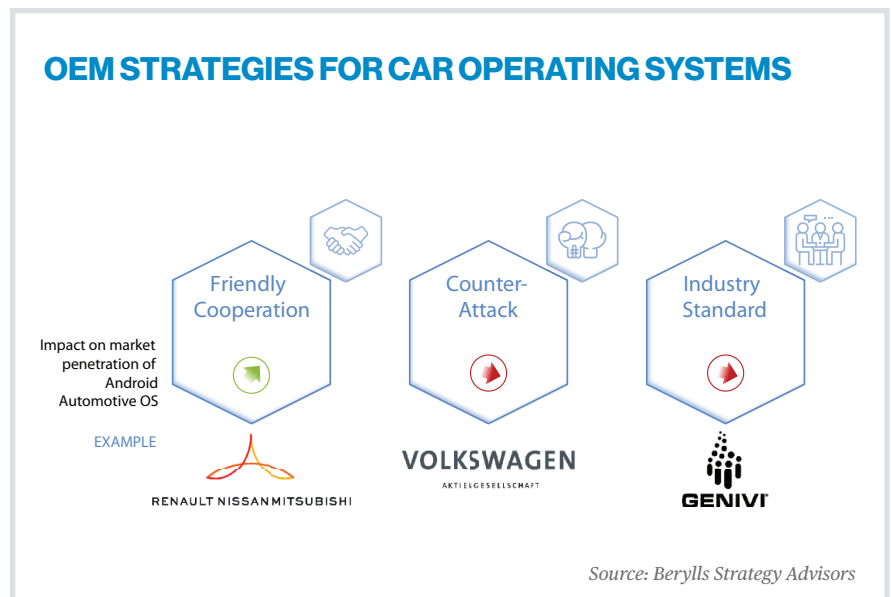 OEM STRATEGIES FOR CAR OPERATING SYSTEMS
Friendly
Cooperation
Counter-
Attack
Industry
Standard
Impact on market
penetration of
Android
Automotive OS
EXAMPLE
RENAULT NISSAN MITSUBISHI
VOLKSWAGEN
AKTIENGESELLSCHAFT
GENIVI
Source: Berylls Strategy Advisors